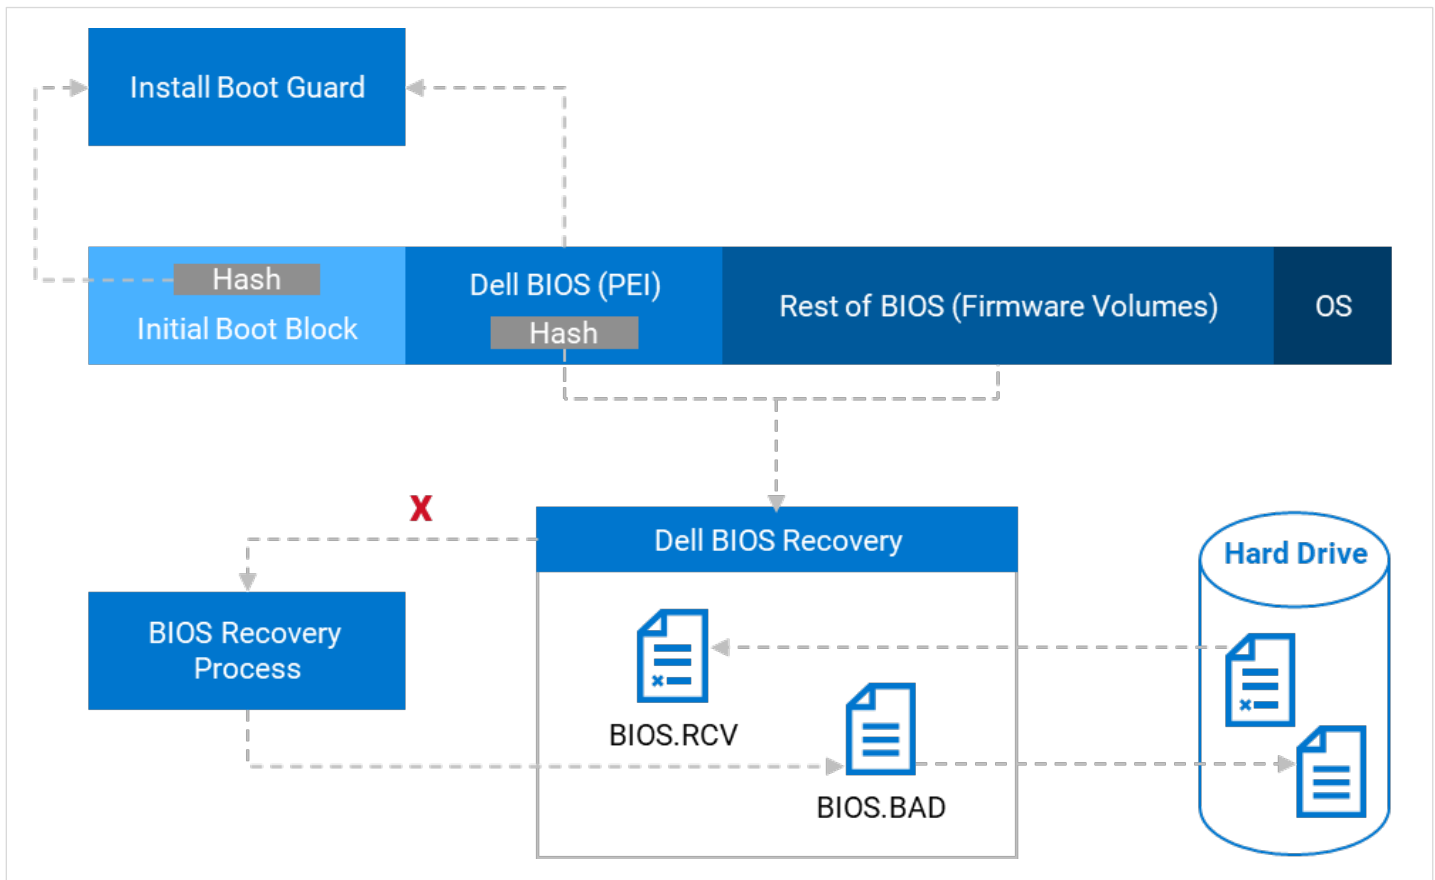 Install Boot Guard
Hash
Initial Boot Block
Dell BIOS (PEI)
Hash
Rest of BIOS (Firmware Volumes)
OS
X
Dell BIOS Recovery
Hard Drive
BIOS Recovery
Process
BIOS.RCV
BIOS.BAD